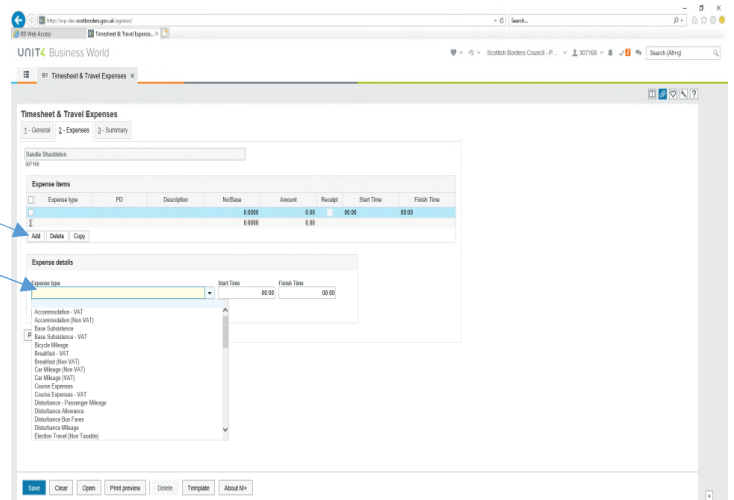 http://erp-dev.scotborders.gov.uk/agresso/
Search...
RD Web Access
Timesheet & Travel Expense...
UNIT4 Business World
Scottish Borders Council - P...
307168
Search (Alt+q)
B1 Timesheet & Travel Expenses ×
Timesheet & Travel Expenses
1 - General 2 - Expenses 3 - Summary
Sandie Shackleton
307168
Expense items
Expense type PD Description No/Base Amount Receipt Start Time Finish Time
0.0000 0.00 00:00 00:00
Σ 0.0000 0.00
Add Delete Copy
Expense details
Expense type Start Time Finish Time
00:00 00:00
Accommodation - VAT
Accommodation (Non VAT)
Base Subsistence
Base Subsistence - VAT
Bicycle Mileage
Breakfast - VAT
Breakfast (Non VAT)
Car Mileage (Non VAT)
Car Mileage (VAT)
Course Expenses
Course Expenses - VAT
Disturbance - Passenger Mileage
Disturbance Allowance
Disturbance Bus Fares
Disturbance Mileage
Election Travel (Non Taxable)
Save Clear Open Print preview Delete Template About M+